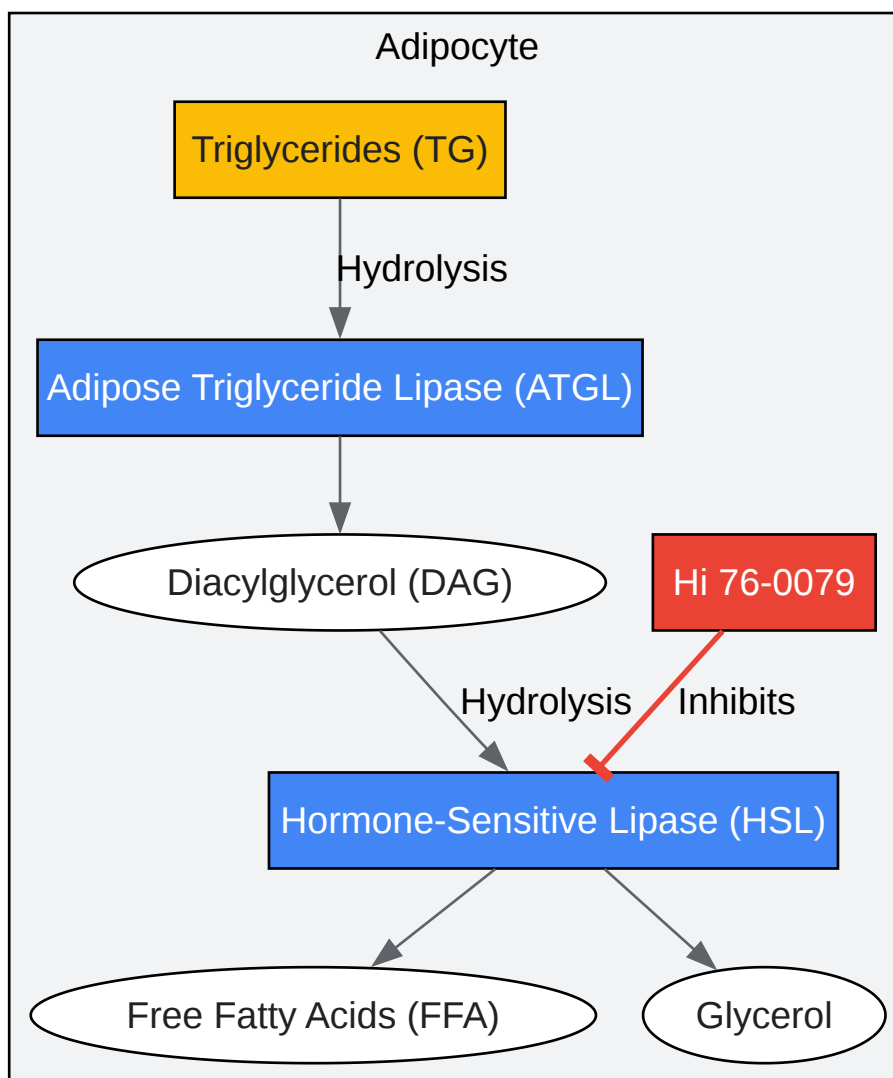 Adipocyte
Triglycerides (TG)
Hydrolysis
Adipose Triglyceride Lipase (ATGL)
Diacylglycerol (DAG)
Hi 76-0079
Hydrolysis
Inhibits
Hormone-Sensitive Lipase (HSL)
Free Fatty Acids (FFA)
Glycerol